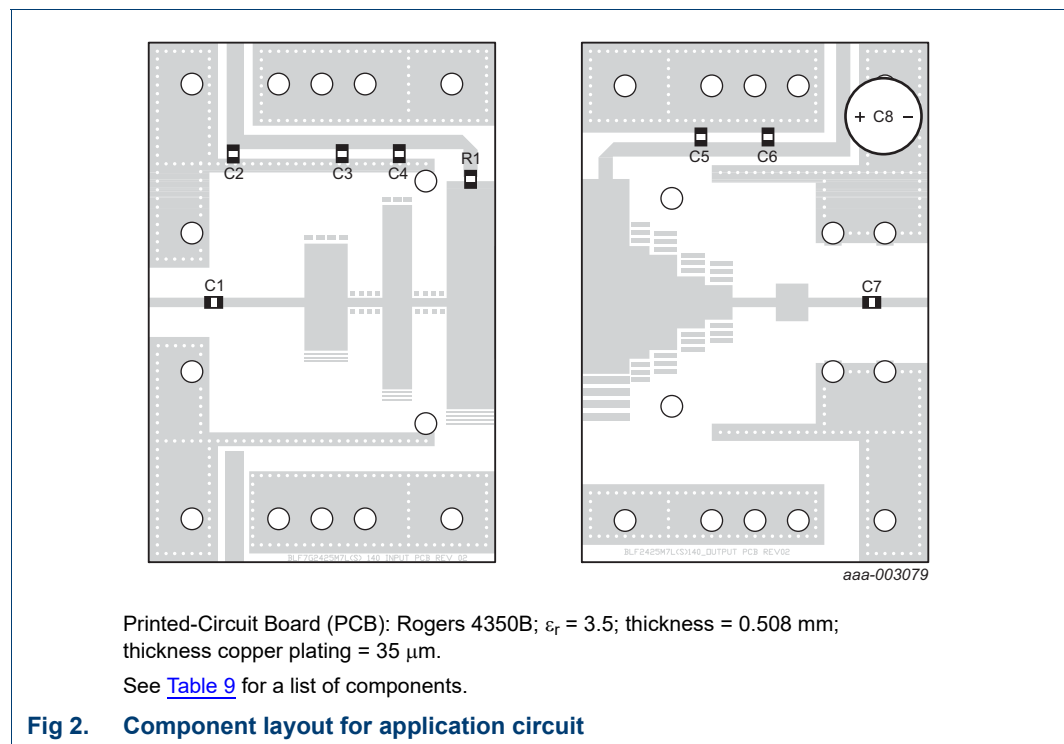 C2
C3
C4
R1
C1
BLF7G2425M7L(S) 140 INPUT PCB REV 02
C5
C6
+ C8 −
C7
BLF2425M7L(S)140_OUTPUT PCB REV02
aaa-003079
Printed-Circuit Board (PCB): Rogers 4350B; εr = 3.5; thickness = 0.508 mm;
thickness copper plating = 35 μm.
See Table 9 for a list of components.
Fig 2. Component layout for application circuit